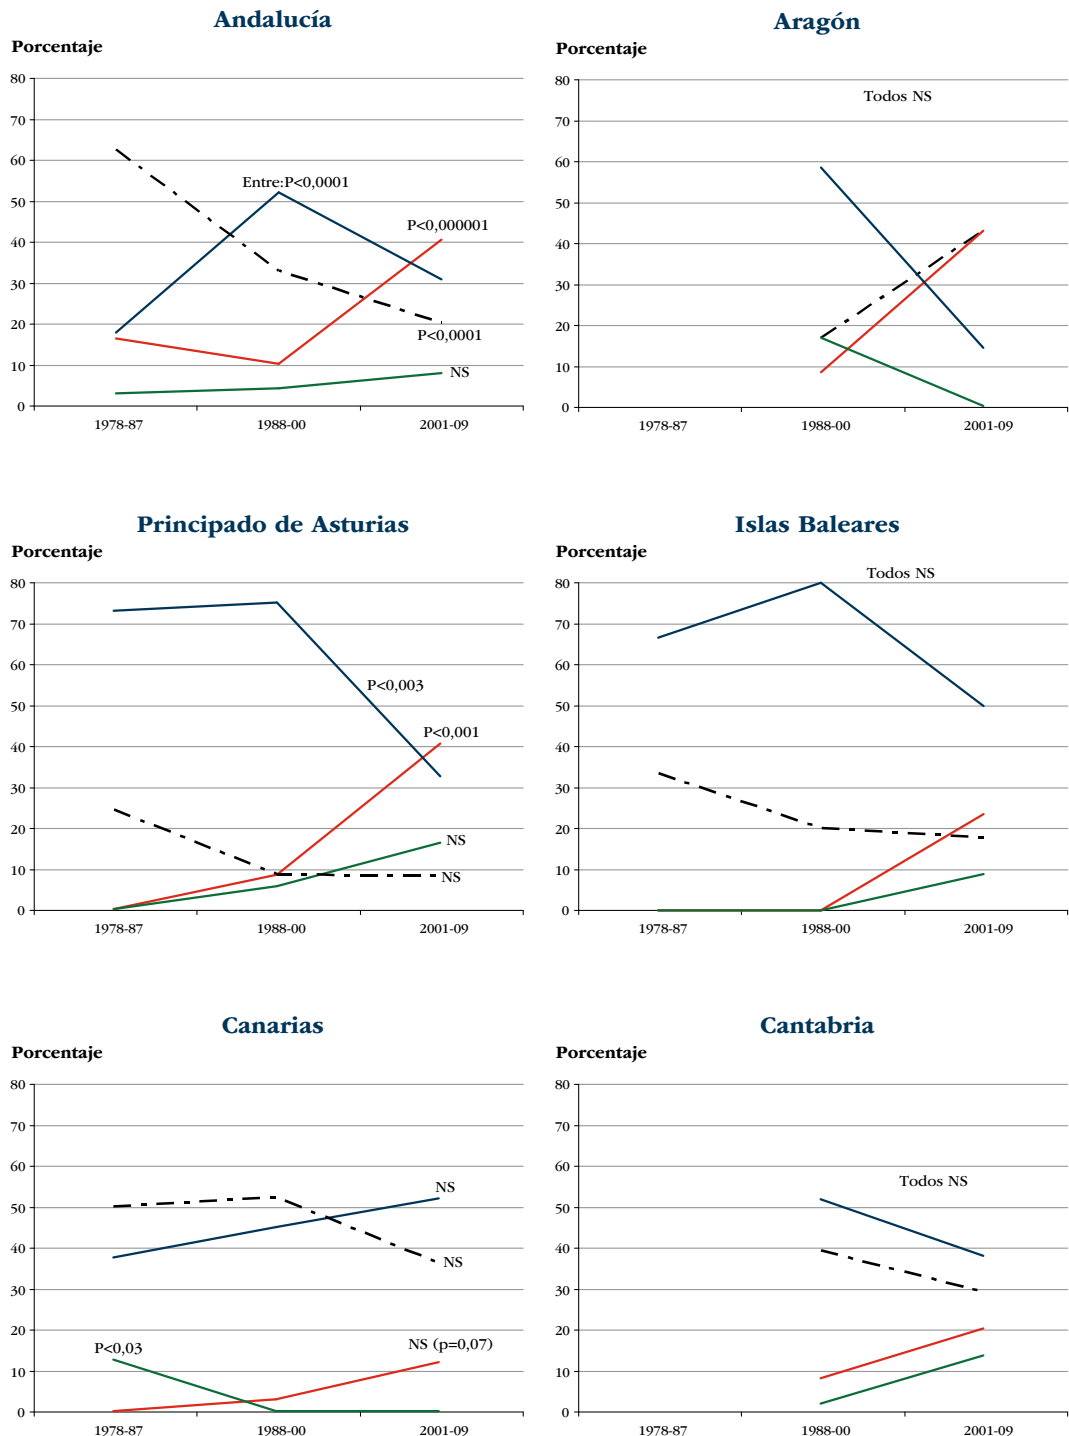 Andalucía
Porcentaje
80
70
60
50
40
30
20
10
0
Entre:P<0,0001
P<0,000001
P<0,0001
NS
1978-87
1988-00
2001-09
Aragón
Porcentaje
80
70
60
50
40
30
20
10
0
Todos NS
1978-87
1988-00
2001-09
Principado de Asturias
Porcentaje
80
70
60
50
40
30
20
10
0
P<0,003
P<0,001
NS
NS
1978-87
1988-00
2001-09
Islas Baleares
Porcentaje
80
70
60
50
40
30
20
10
0
Todos NS
1978-87
1988-00
2001-09
Canarias
Porcentaje
80
70
60
50
40
30
20
10
0
NS
NS
P<0,03
NS (p=0,07)
1978-87
1988-00
2001-09
Cantabria
Porcentaje
80
70
60
50
40
30
20
10
0
Todos NS
1978-87
1988-00
2001-09